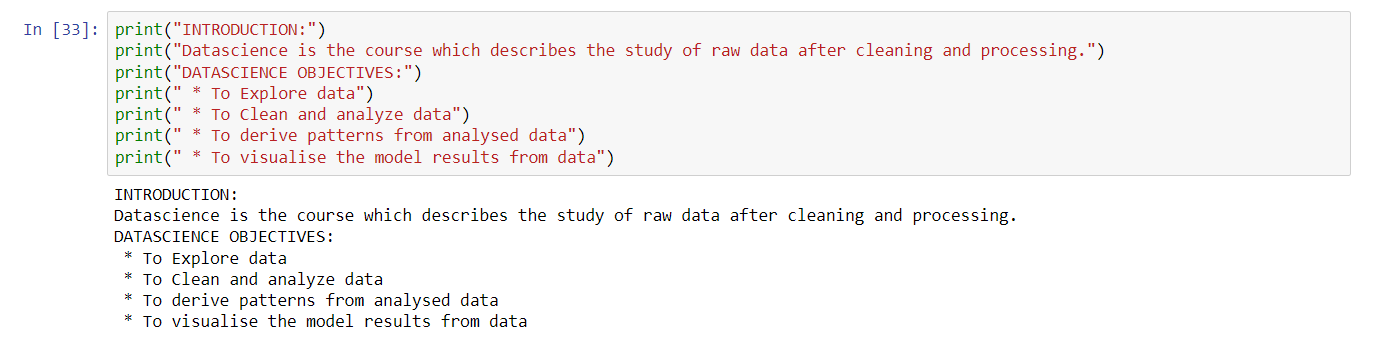 In [33]: print("INTRODUCTION:")
print("Datascience is the course which describes the study of raw data after cleaning and processing.")
print("DATASCIENCE OBJECTIVES:")
print(" * To Explore data")
print(" * To Clean and analyze data")
print(" * To derive patterns from analysed data")
print(" * To visualise the model results from data")
INTRODUCTION:
Datascience is the course which describes the study of raw data after cleaning and processing.
DATASCIENCE OBJECTIVES:
 * To Explore data
 * To Clean and analyze data
 * To derive patterns from analysed data
 * To visualise the model results from data